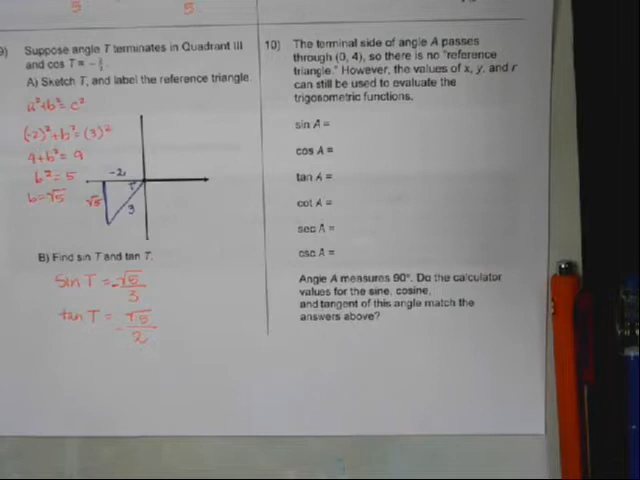 5 5
9) Suppose angle T terminates in Quadrant III
and cos T = -⅔.
A) Sketch T, and label the reference triangle.
a²+b²=c²
(-2)²+b²=(3)²
4+b²=9
b²=5
b=√5
-2
T
√5
3
B) Find sin T and tan T.
sin T = -√5/3
tan T = -√5/2
10) The terminal side of angle A passes
through (0, 4), so there is no "reference
triangle." However, the values of x, y, and r
can still be used to evaluate the
trigosometric functions.
sin A =
cos A =
tan A =
cot A =
sec A =
csc A =
Angle A measures 90°. Do the calculator
values for the sine, cosine,
and tangent of this angle match the
answers above?